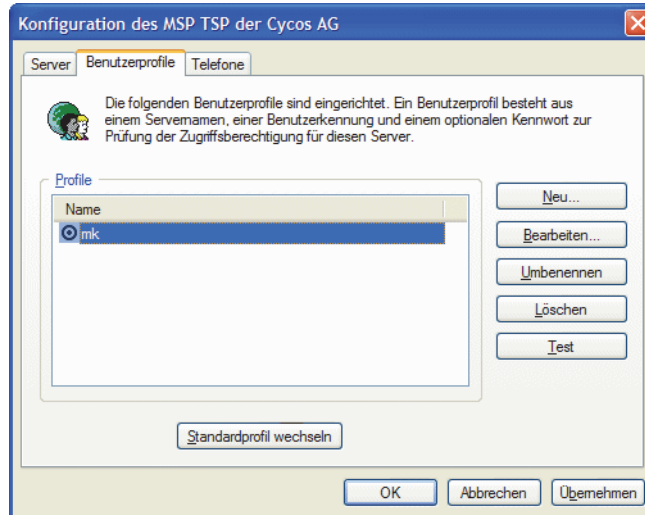 Konfiguration des MSP TSP der Cycos AG
Server Benutzerprofile Telefone
Die folgenden Benutzerprofile sind eingerichtet. Ein Benutzerprofil besteht aus
einem Servernamen, einer Benutzerkennung und einem optionalen Kennwort zur
Prüfung der Zugriffsberechtigung für diesen Server.
Profile
Name
mk
Neu...
Bearbeiten...
Umbenennen
Löschen
Test
Standardprofil wechseln
OK Abbrechen Übernehmen